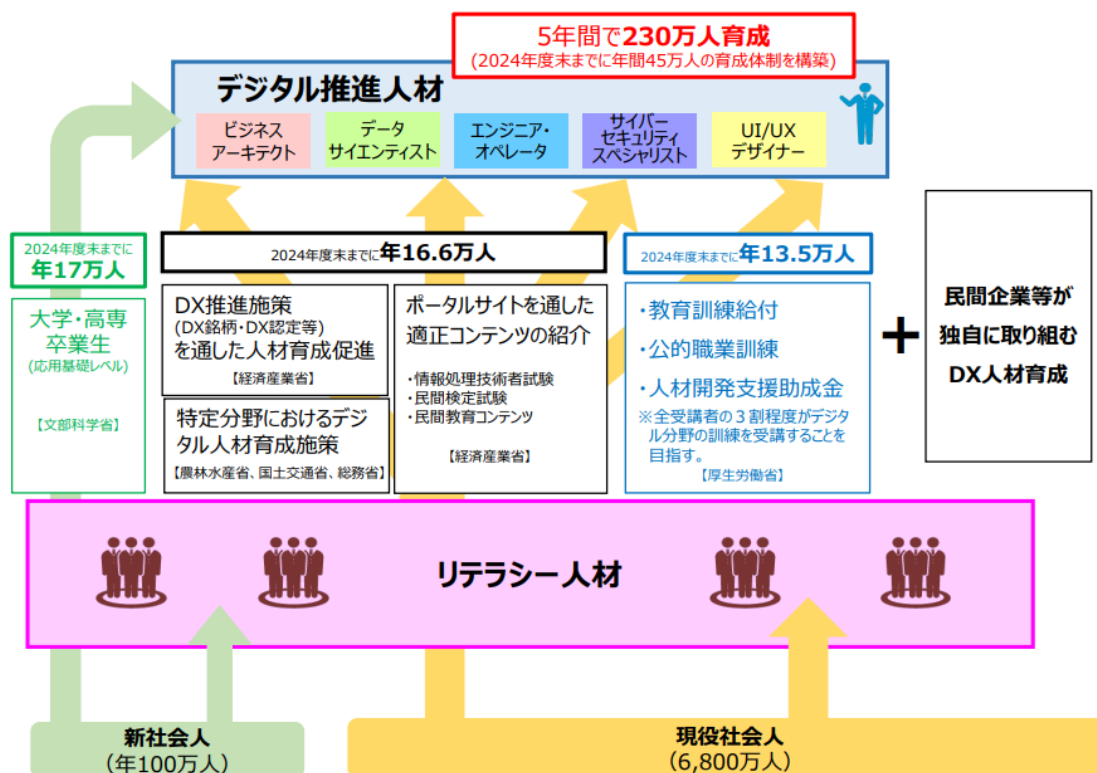 5年間で230万人育成
(2024年度末までに年間45万人の育成体制を構築)
デジタル推進人材
ビジネス
アーキテクト
データ
サイエンティスト
エンジニア・
オペレータ
サイバー
セキュリティ
スペシャリスト
UI/UX
デザイナー
2024年度末までに
年17万人
大学・高専
卒業生
(応用基礎レベル)
【文部科学省】
2024年度末までに年16.6万人
DX推進施策
(DX銘柄・DX認定等)
を通した人材育成促進
【経済産業省】
特定分野におけるデジ
タル人材育成施策
【農林水産省、国土交通省、総務省】
ポータルサイトを通した
適正コンテンツの紹介
・情報処理技術者試験
・民間検定試験
・民間教育コンテンツ
【経済産業省】
2024年度末までに年13.5万人
・教育訓練給付
・公的職業訓練
・人材開発支援助成金
※全受講者の3割程度がデジタ
ル分野の訓練を受講することを
目指す。
【厚生労働省】
+
民間企業等が
独自に取り組む
DX人材育成
リテラシー人材
新社会人
(年100万人)
現役社会人
(6,800万人)